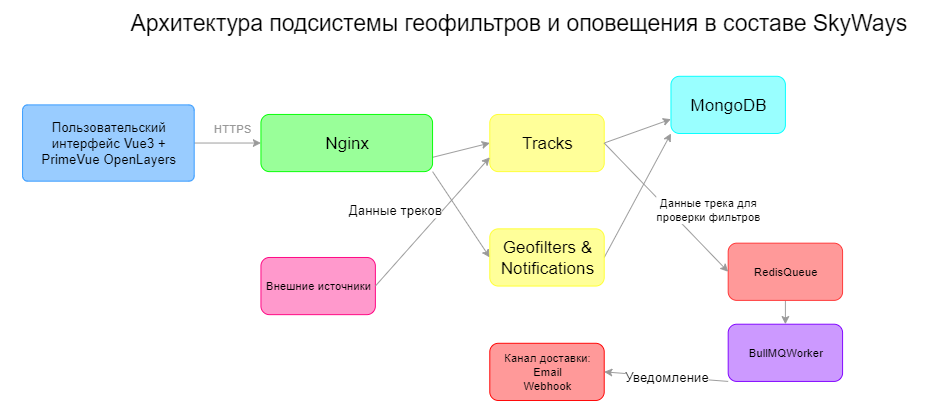 Архитектура подсистемы геофильтров и оповещения в составе SkyWays
MongoDB
Пользовательский
интерфейс Vue3 +
PrimeVue OpenLayers
HTTPS
Nginx
Tracks
Данные треков
Данные трека для
проверки фильтров
Geofilters &
Notifications
Внешние источники
RedisQueue
BullMQWorker
Канал доставки:
Email
Webhook
Уведомление